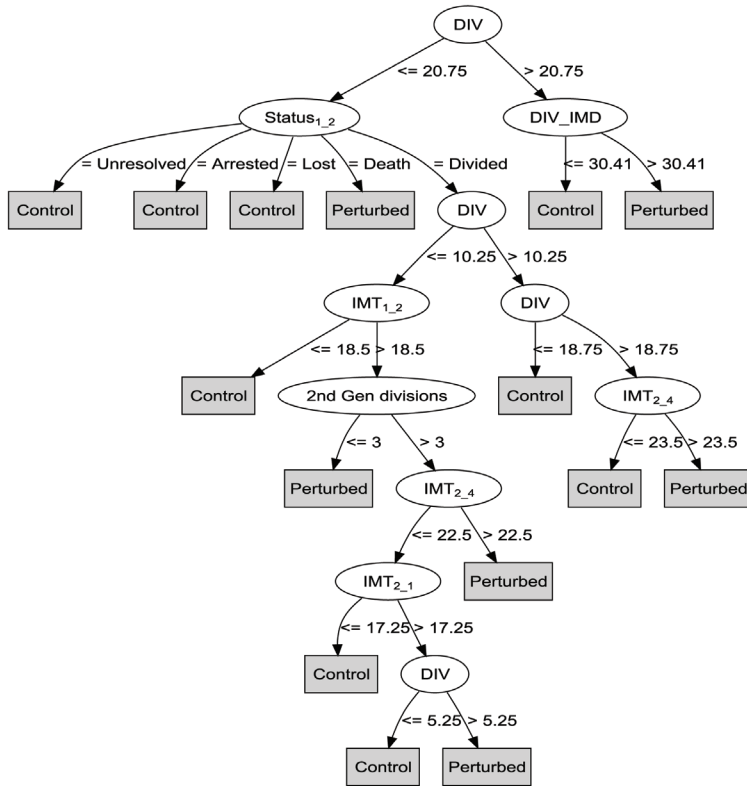 DIV
<= 20.75 > 20.75
Status1_2 DIV_IMD
= Unresolved = Arrested = Lost = Death = Divided <= 30.41 > 30.41
Control Control Control Perturbed DIV Control Perturbed
<= 10.25 > 10.25
IMT1_2 DIV
<= 18.5 > 18.5 <= 18.75 > 18.75
Control 2nd Gen divisions Control IMT2_4
<= 3 > 3 <= 23.5 > 23.5
Perturbed IMT2_4 Control Perturbed
<= 22.5 > 22.5
IMT2_1 Perturbed
<= 17.25 > 17.25
Control DIV
<= 5.25 > 5.25
Control Perturbed